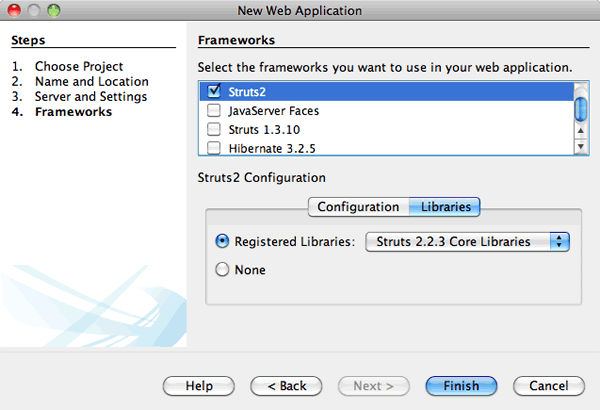 New Web Application
Steps
1. Choose Project
2. Name and Location
3. Server and Settings
4. Frameworks
Frameworks
Select the frameworks you want to use in your web application.
Struts2
JavaServer Faces
Struts 1.3.10
Hibernate 3.2.5
Struts2 Configuration
Configuration Libraries
Registered Libraries: Struts 2.2.3 Core Libraries
None
Help < Back Next > Finish Cancel